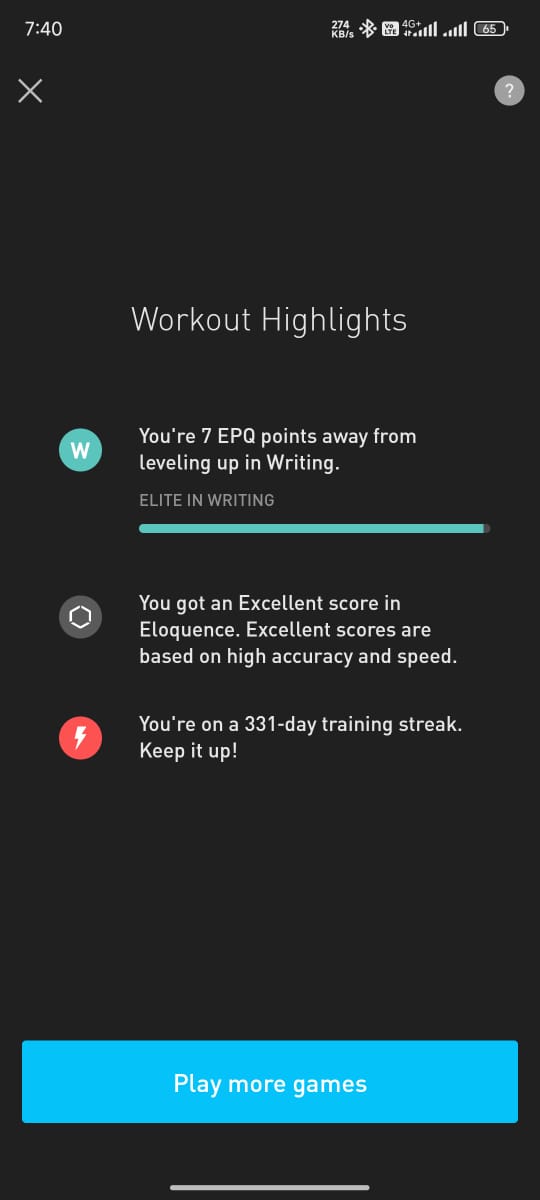 7:40
274
KB/s
Vo
LTE
4G+
65
?
Workout Highlights
W
You're 7 EPQ points away from
leveling up in Writing.
ELITE IN WRITING
You got an Excellent score in
Eloquence. Excellent scores are
based on high accuracy and speed.
You're on a 331-day training streak.
Keep it up!
Play more games